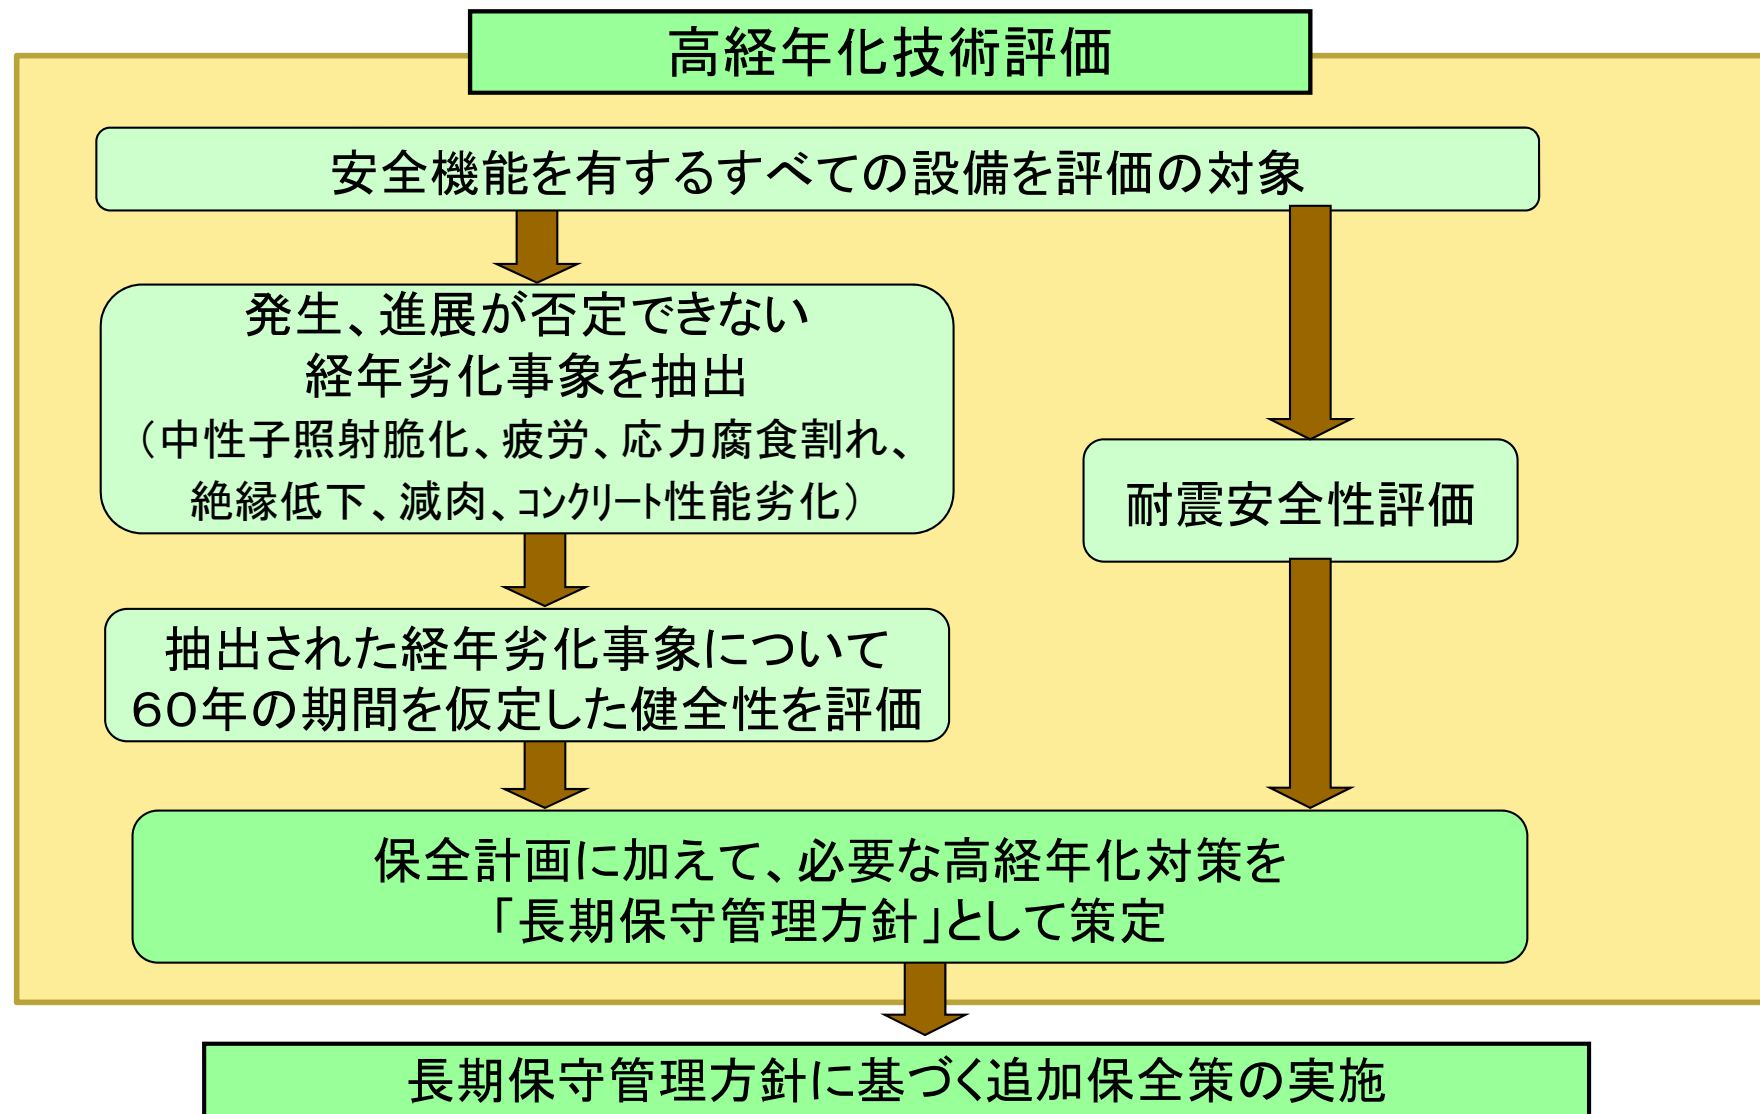 高経年化技術評価
安全機能を有するすべての設備を評価の対象
発生、進展が否定できない
経年劣化事象を抽出
（中性子照射脆化、疲労、応力腐食割れ、
絶縁低下、減肉、ｺﾝｸﾘｰﾄ性能劣化）
耐震安全性評価
抽出された経年劣化事象について
６０年の期間を仮定した健全性を評価
保全計画に加えて、必要な高経年化対策を
「長期保守管理方針」として策定
長期保守管理方針に基づく追加保全策の実施